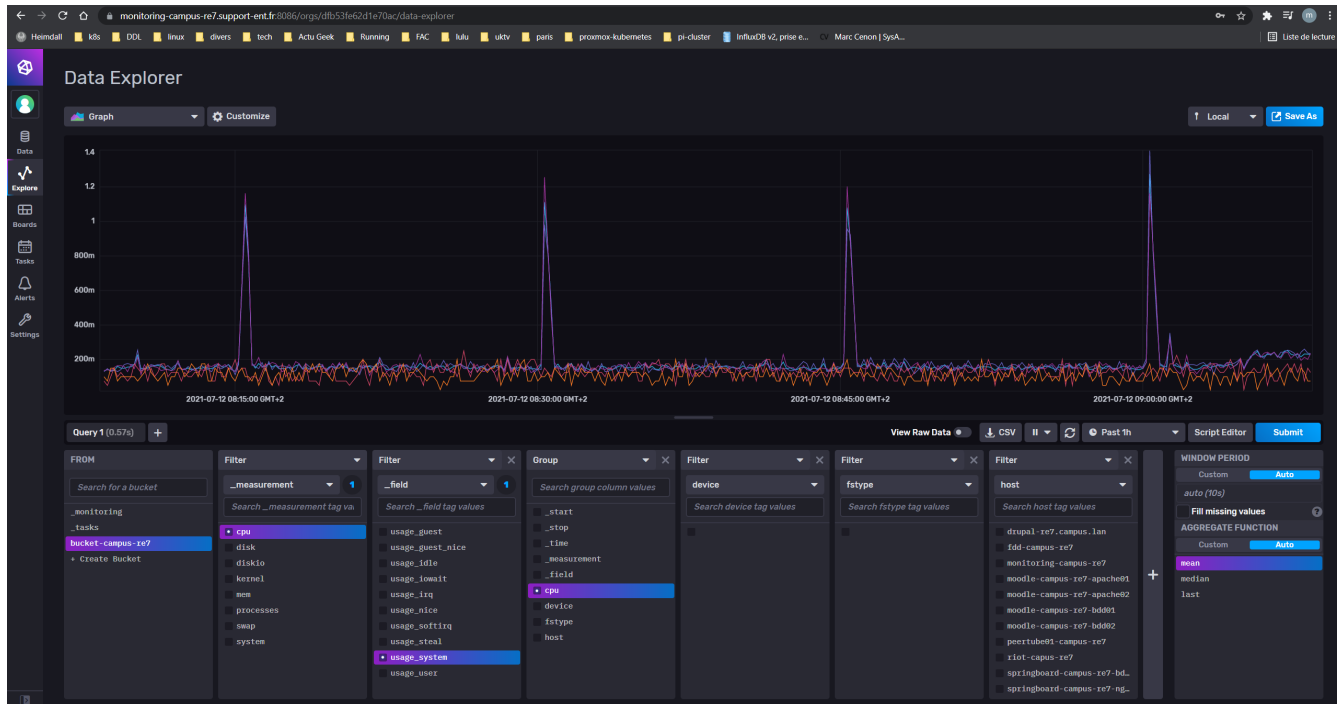 monitoring-campus-re7.support-ent.fr:8086/orgs/dfb53fe62d1e70ac/data-explorer
m
Heimdall k8s DDL linux divers tech Actu Geek Running FAC lulu uktv paris proxmox-kubernetes pi-cluster InfluxDB v2, prise e... CV Marc Cenon | SysA... Liste de lecture
Data Explorer
Graph Customize Local Save As
Data
Explore
Boards
Tasks
Alerts
Settings
1.4
1.2
1
800m
600m
400m
200m
2021-07-12 08:15:00 GMT+2 2021-07-12 08:30:00 GMT+2 2021-07-12 08:45:00 GMT+2 2021-07-12 09:00:00 GMT+2
Query 1 (0.57s) + View Raw Data CSV Past 1h Script Editor Submit
FROM
Search for a bucket
_monitoring
_tasks
bucket-campus-re7
+ Create Bucket
Filter
_measurement 1
Search _measurement tag va
cpu
disk
diskio
kernel
mem
processes
swap
system
Filter
_field 1
Search _field tag values
usage_guest
usage_guest_nice
usage_idle
usage_iowait
usage_irq
usage_nice
usage_softirq
usage_steal
usage_system
usage_user
Group
Search group column values
_start
_stop
_time
_measurement
_field
cpu
device
fstype
host
Filter
device
Search device tag values
Filter
fstype
Search fstype tag values
Filter
host
Search host tag values
drupal-re7.campus.lan
fdd-campus-re7
monitoring-campus-re7
moodle-campus-re7-apache01
moodle-campus-re7-apache02
moodle-campus-re7-bdd01
moodle-campus-re7-bdd02
peertube01-campus-re7
riot-capus-re7
springboard-campus-re7-bd…
springboard-campus-re7-ng…
+
WINDOW PERIOD
Custom Auto
auto (10s)
Fill missing values ?
AGGREGATE FUNCTION
Custom Auto
mean
median
last